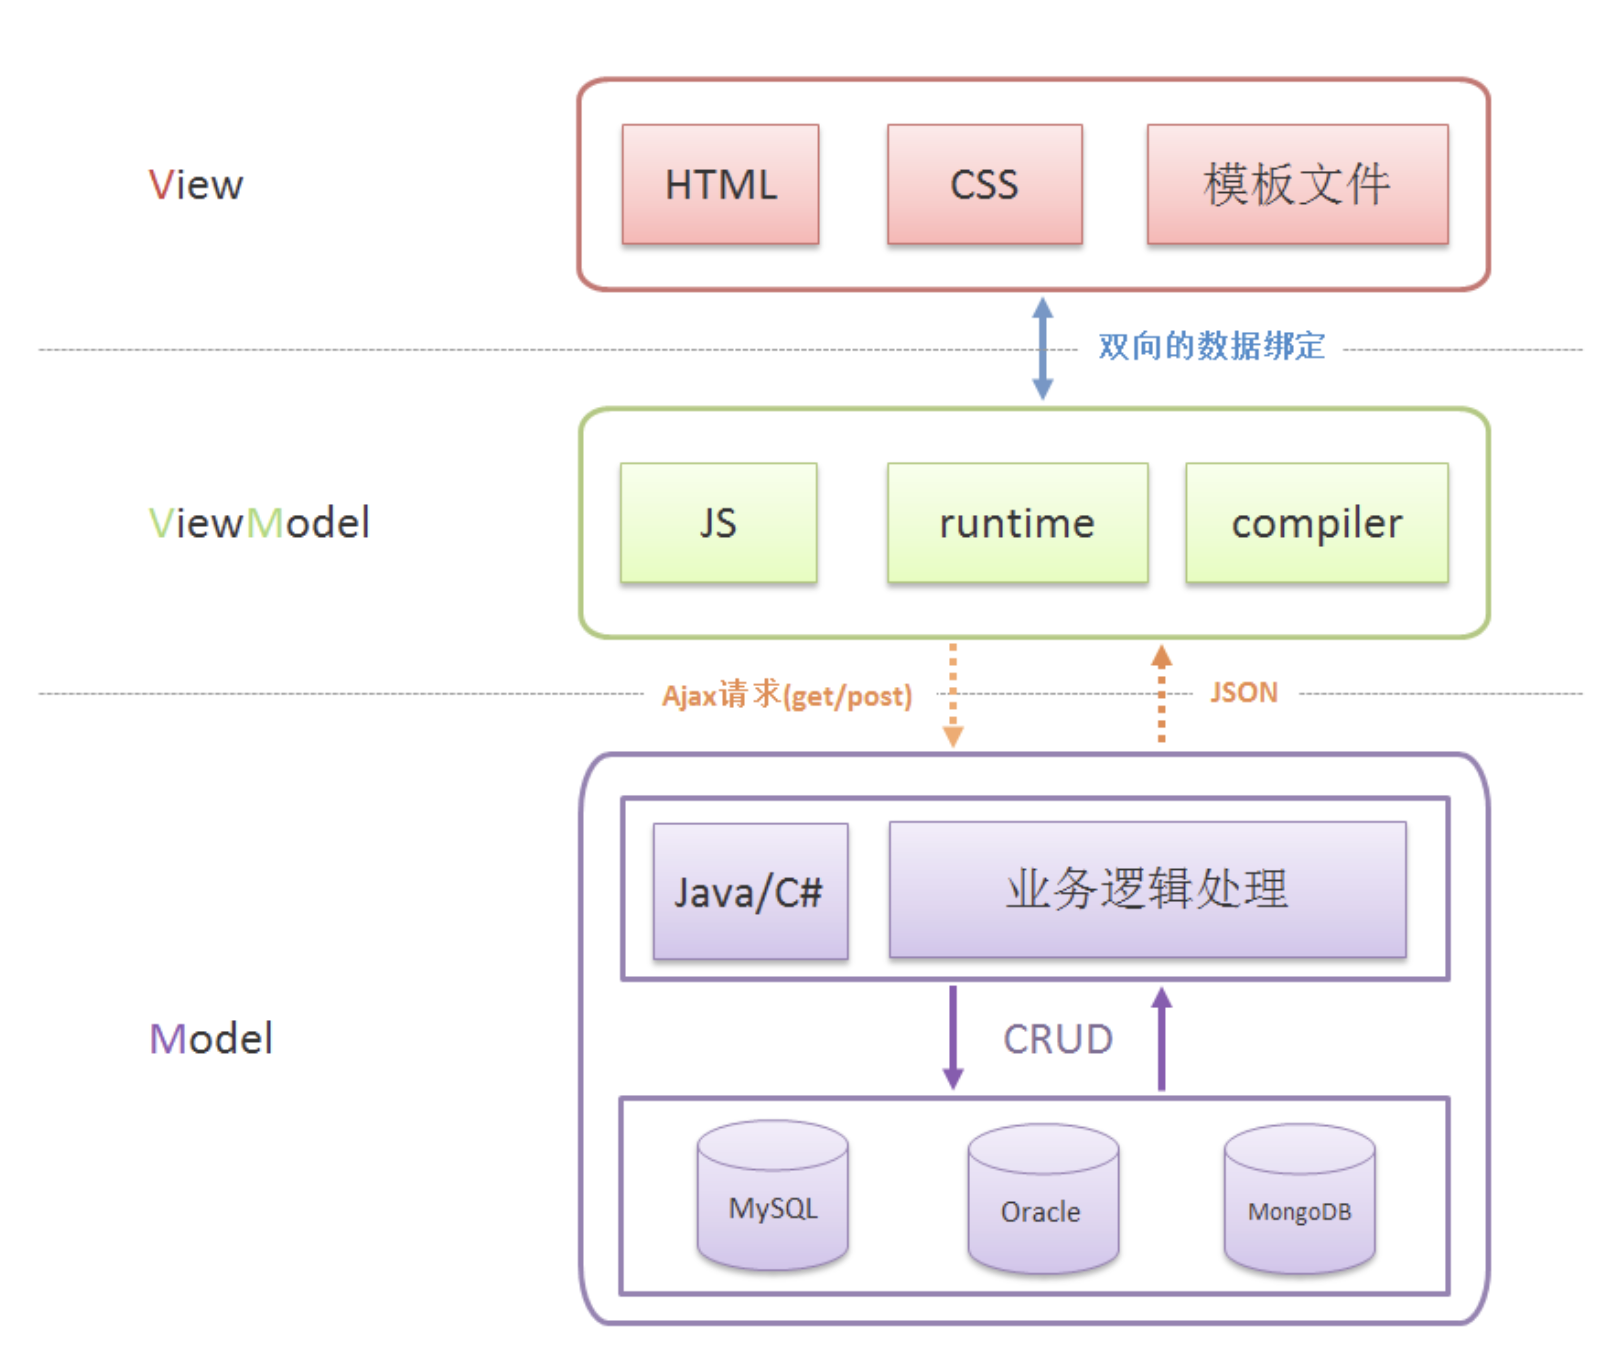 View
HTML
CSS
模板文件
双向的数据绑定
ViewModel
JS
runtime
compiler
Ajax请求(get/post)
JSON
Java/C#
业务逻辑处理
Model
CRUD
MySQL
Oracle
MongoDB